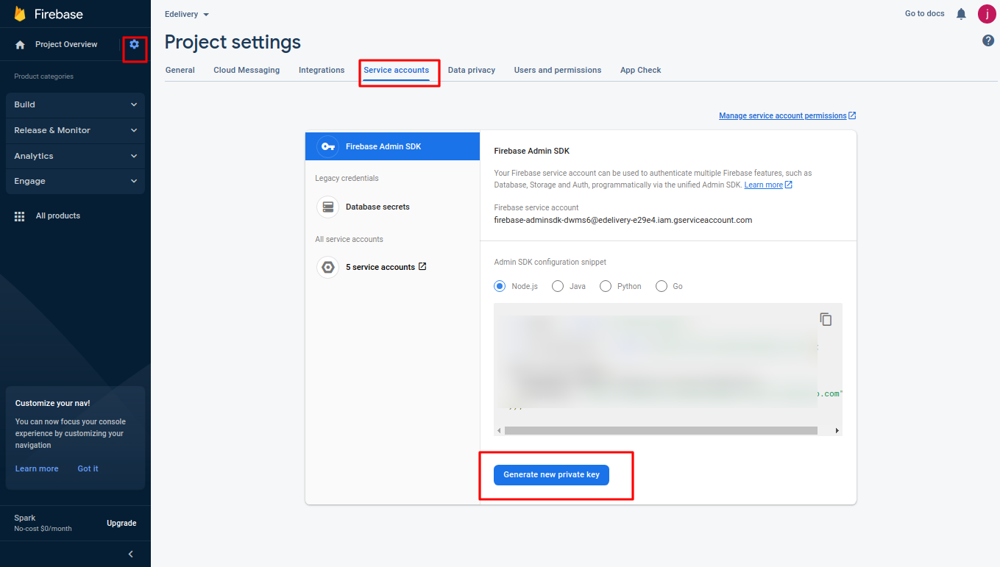 Firebase
Project Overview
Product categories
Build
Release & Monitor
Analytics
Engage
All products
Customize your nav!
You can now focus your console
experience by customizing your
navigation
Learn more Got it
Spark
No-cost $0/month
Upgrade
Edelivery
Go to docs
j
?
Project settings
General Cloud Messaging Integrations Service accounts Data privacy Users and permissions App Check
Manage service account permissions
Firebase Admin SDK
Legacy credentials
Database secrets
All service accounts
5 service accounts
Firebase Admin SDK
Your Firebase service account can be used to authenticate multiple Firebase features, such as
Database, Storage and Auth, programmatically via the unified Admin SDK. Learn more
Firebase service account
firebase-adminsdk-dwms6@edelivery-e29e4.iam.gserviceaccount.com
Admin SDK configuration snippet
Node.js Java Python Go
.com"
Generate new private key